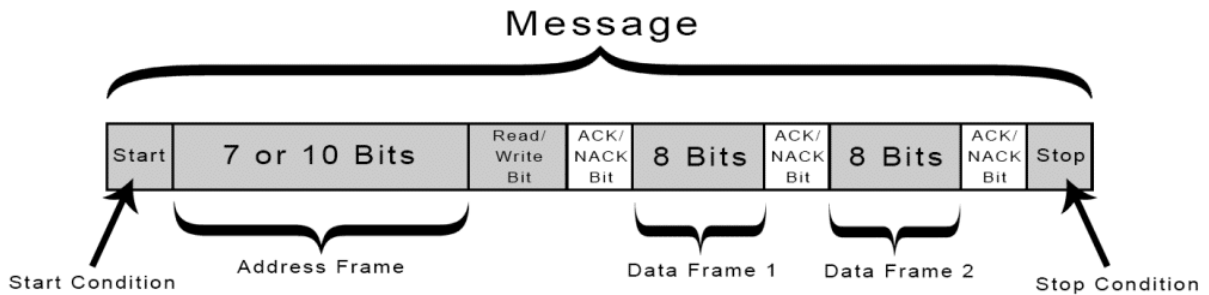 Message
Start
7 or 10 Bits
Read/
Write
Bit
ACK/
NACK
Bit
8 Bits
ACK/
NACK
Bit
8 Bits
ACK/
NACK
Bit
Stop
Start Condition
Address Frame
Data Frame 1
Data Frame 2
Stop Condition